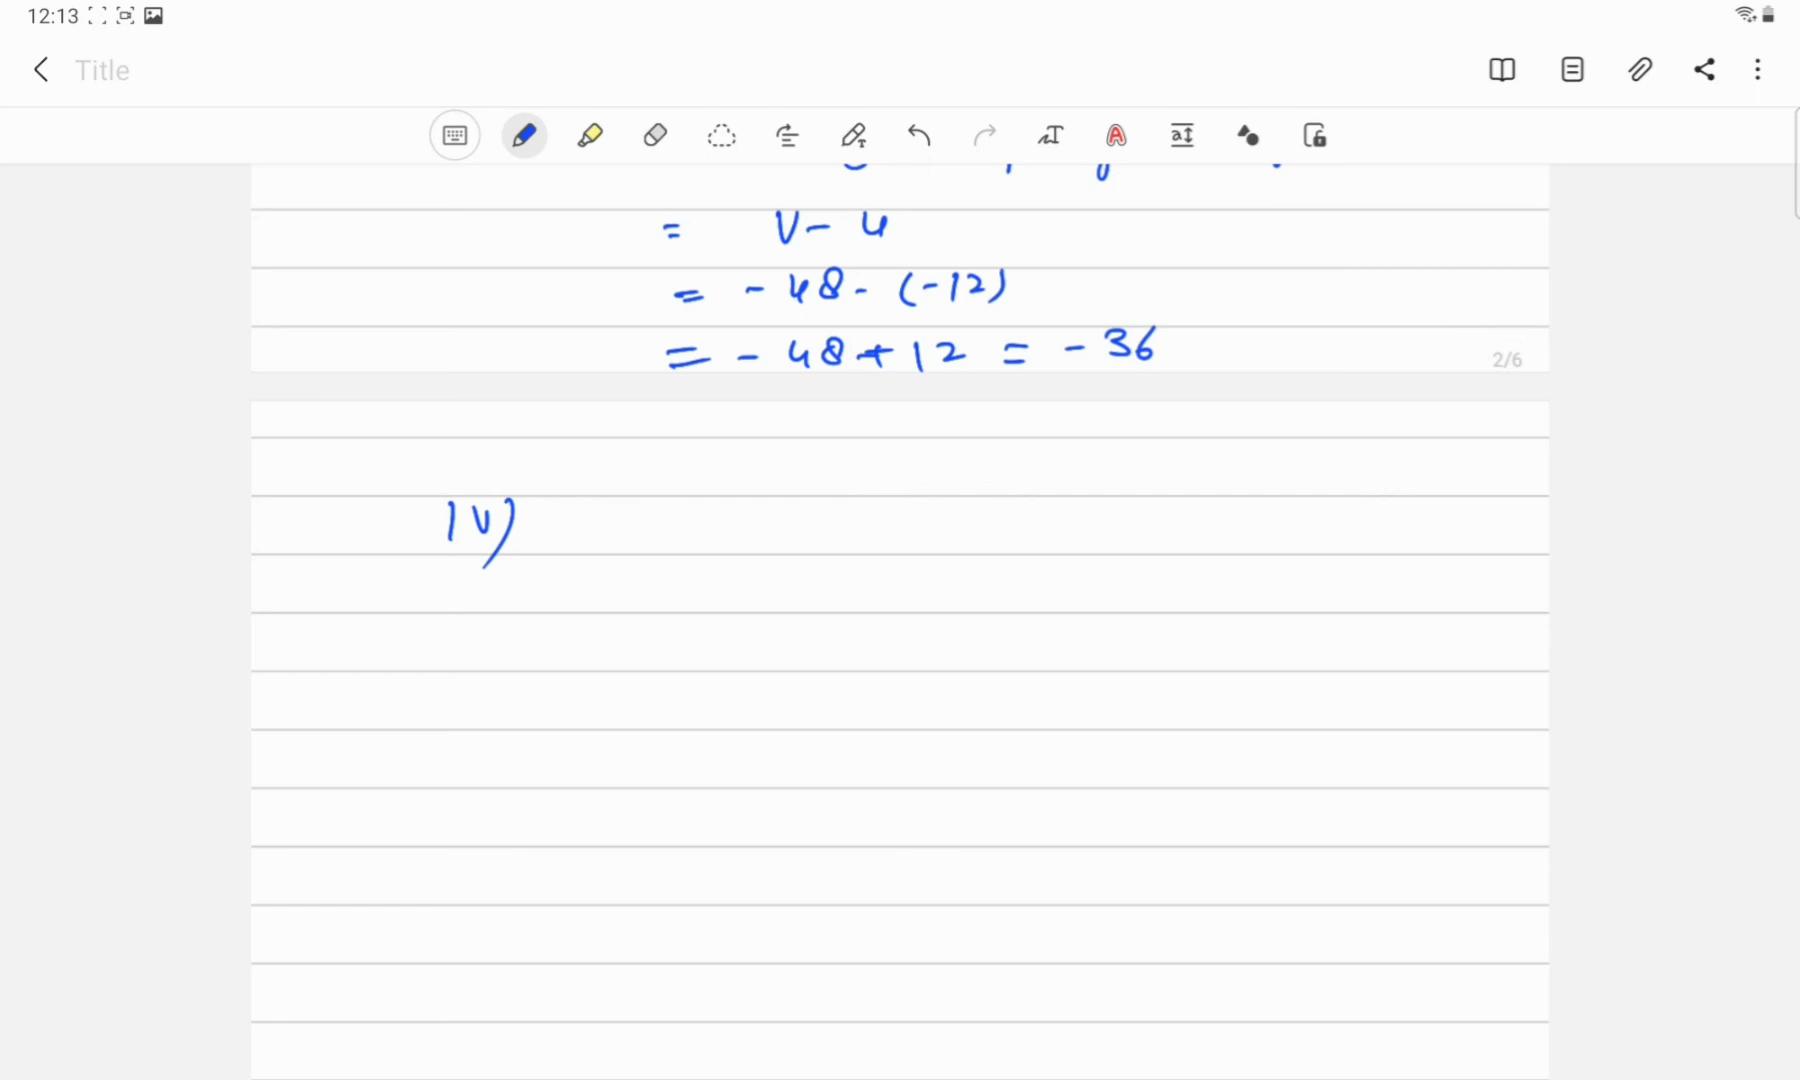 12:13
Title
= V - u
= - 48 - (-12)
= - 48 + 12 = - 36
2/6
IV)